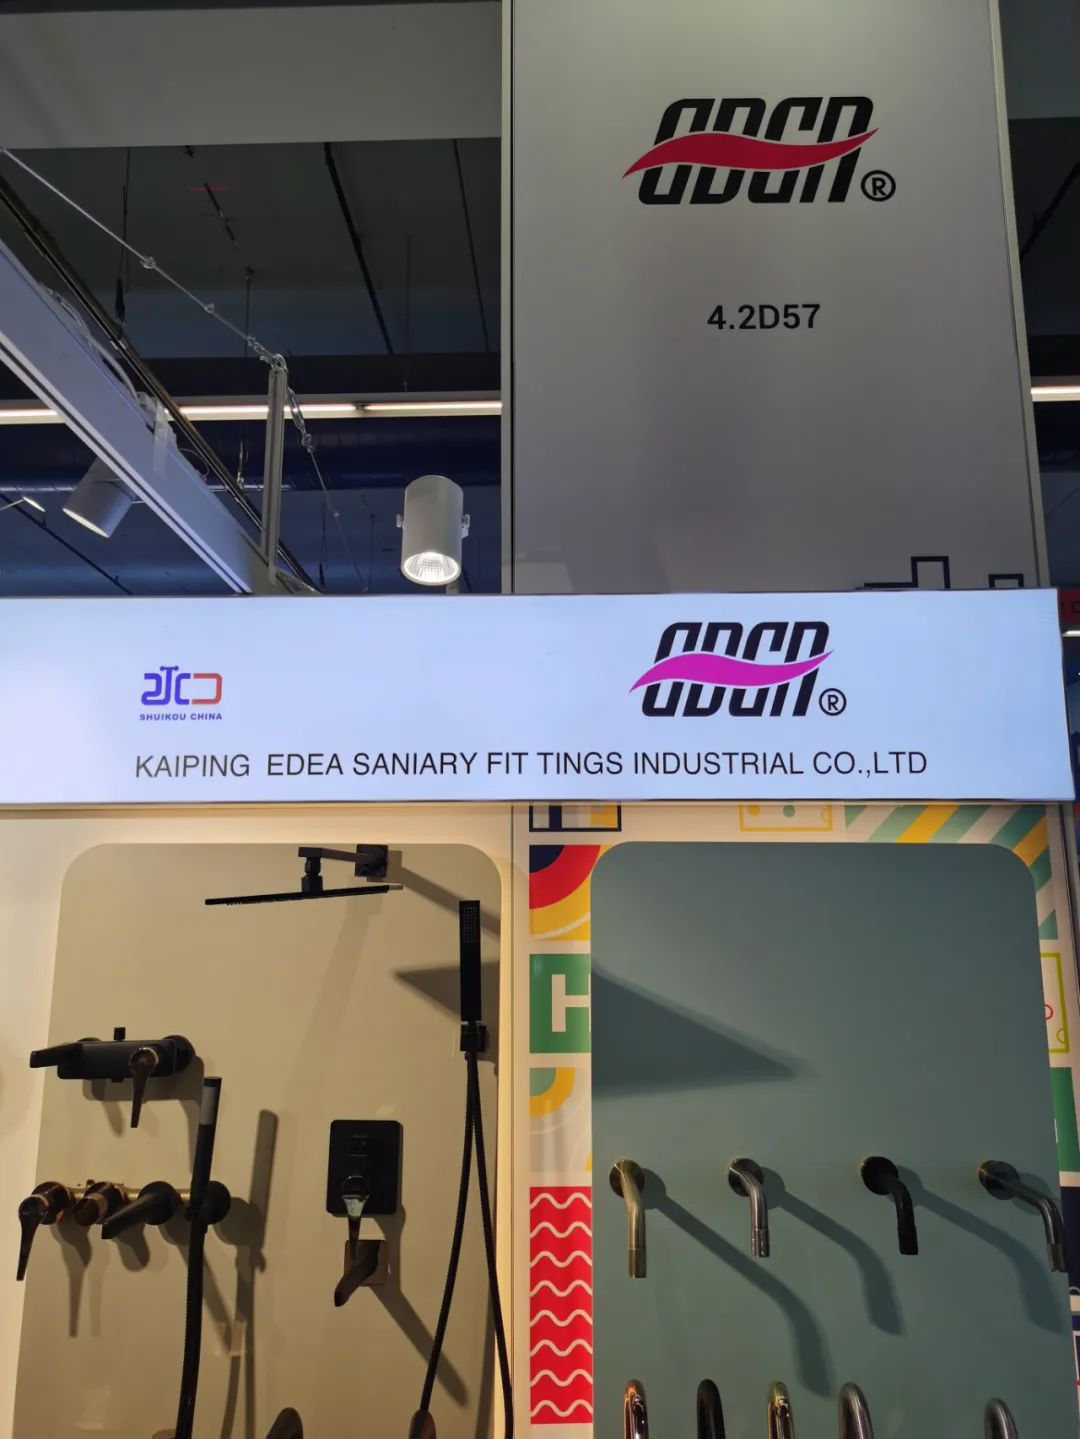 EDEA®
4.2D57
SHUIKOU CHINA
EDEA®
KAIPING EDEA SANIARY FIT TINGS INDUSTRIAL CO.,LTD
H